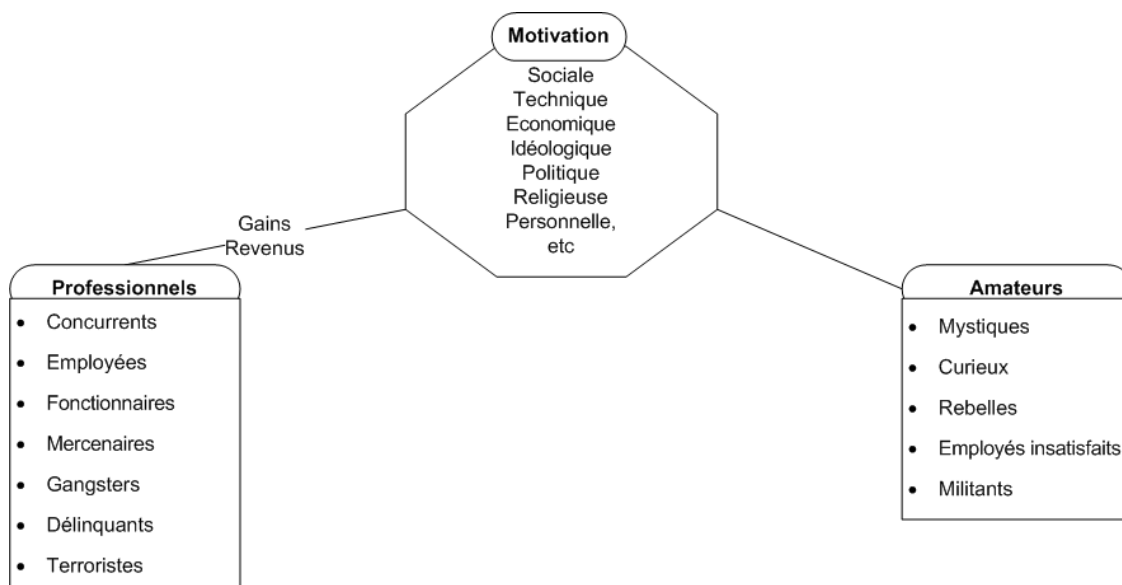 Motivation
Sociale
Technique
Economique
Idéologique
Politique
Religieuse
Personnelle,
etc
Gains
Revenus
Professionnels
• Concurrents
• Employées
• Fonctionnaires
• Mercenaires
• Gangsters
• Délinquants
• Terroristes
Amateurs
• Mystiques
• Curieux
• Rebelles
• Employés insatisfaits
• Militants